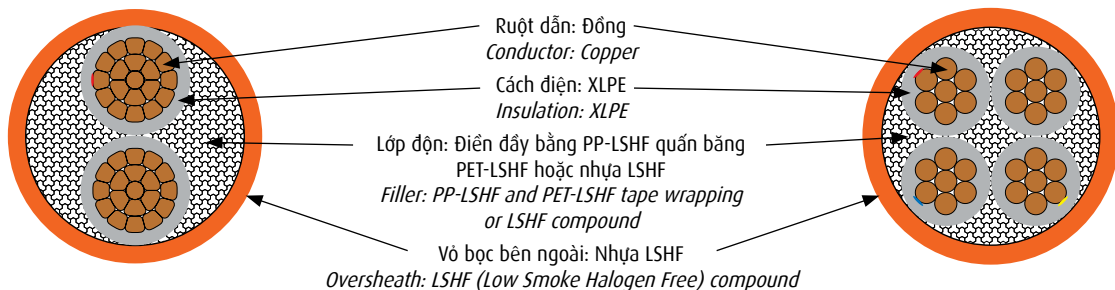 Ruột dẫn: Đồng
Conductor: Copper
Cách điện: XLPE
Insulation: XLPE
Lớp độn: Điền đầy bằng PP-LSHF quấn băng
PET-LSHF hoặc nhựa LSHF
Filler: PP-LSHF and PET-LSHF tape wrapping
or LSHF compound
Vỏ bọc bên ngoài: Nhựa LSHF
Oversheath: LSHF (Low Smoke Halogen Free) compound